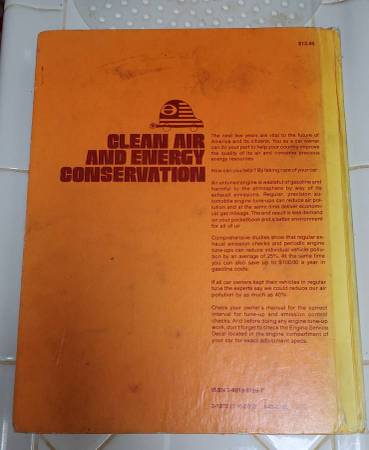 $13.95
CLEAN AIR
AND ENERGY
CONSERVATION
The next few years are vital to the future of
America and its citizens. You as a car owner
can do your part to help your country improve
the quality of its air and conserve precious
energy resources.
How can you help? By taking care of your car.
An untuned engine is wasteful of gasoline and
harmful to the atmosphere by way of its
exhaust emissions. Regular, precision au-
tomobile engine tune-ups can reduce air pol-
lution and at the same time deliver economi-
cal gas mileage. The end result is less demand
on your pocketbook and a better environment
for all of us.
Comprehensive studies show that regular ex-
haust emission checks and periodic engine
tune-ups can reduce individual vehicle pollu-
tion by an average of 25%. At the same time
you can also save up to $100.00 a year in
gasoline costs.
If all car owners kept their vehicles in regular
tune the experts say we could reduce our air
pollution by as much as 40%.
Check your owner's manual for the correct
interval for tune-up and emission control
checks. And before doing any engine tune-up
work, don't forget to check the Engine Service
Decal located in the engine compartment of
your car for exact adjustment specs.
ISBN